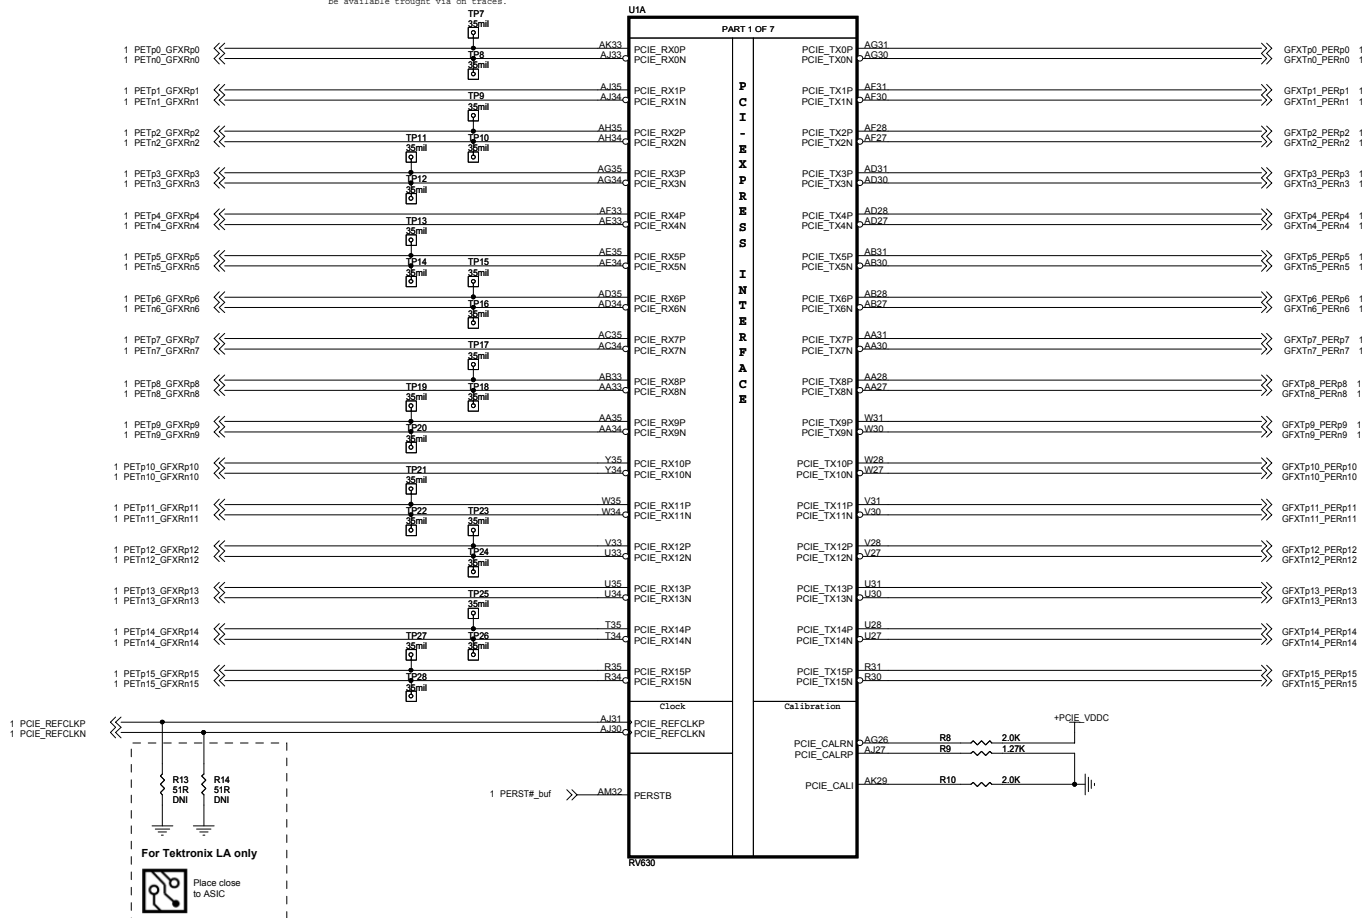 be available trought via on traces.
U1A
PART 1 OF 7
TP7
35mil
1 PETp0_GFXRp0
1 PETn0_GFXRn0
AK33
AJ33
PCIE_RX0P
PCIE_RX0N
TP8
35mil
PCIE_TX0P
PCIE_TX0N
AG31
AG30
GFXTp0_PERp0 1
GFXTn0_PERn0 1
1 PETp1_GFXRp1
1 PETn1_GFXRn1
AJ35
AJ34
PCIE_RX1P
PCIE_RX1N
TP9
35mil
PCIE_TX1P
PCIE_TX1N
AF31
AF30
GFXTp1_PERp1 1
GFXTn1_PERn1 1
1 PETp2_GFXRp2
1 PETn2_GFXRn2
AH35
AH34
PCIE_RX2P
PCIE_RX2N
TP11
35mil
TP10
35mil
PCIE_TX2P
PCIE_TX2N
AF28
AF27
GFXTp2_PERp2 1
GFXTn2_PERn2 1
1 PETp3_GFXRp3
1 PETn3_GFXRn3
AG35
AG34
PCIE_RX3P
PCIE_RX3N
TP12
35mil
PCIE_TX3P
PCIE_TX3N
AD31
AD30
GFXTp3_PERp3 1
GFXTn3_PERn3 1
1 PETp4_GFXRp4
1 PETn4_GFXRn4
AF33
AE33
PCIE_RX4P
PCIE_RX4N
TP13
35mil
PCIE_TX4P
PCIE_TX4N
AD28
AD27
GFXTp4_PERp4 1
GFXTn4_PERn4 1
1 PETp5_GFXRp5
1 PETn5_GFXRn5
AE35
AE34
PCIE_RX5P
PCIE_RX5N
TP14
35mil
TP15
35mil
PCIE_TX5P
PCIE_TX5N
AB31
AB30
GFXTp5_PERp5 1
GFXTn5_PERn5 1
1 PETp6_GFXRp6
1 PETn6_GFXRn6
AD35
AD34
PCIE_RX6P
PCIE_RX6N
TP16
35mil
PCIE_TX6P
PCIE_TX6N
AB28
AB27
GFXTp6_PERp6 1
GFXTn6_PERn6 1
1 PETp7_GFXRp7
1 PETn7_GFXRn7
AC35
AC34
PCIE_RX7P
PCIE_RX7N
TP17
35mil
PCIE_TX7P
PCIE_TX7N
AA31
AA30
GFXTp7_PERp7 1
GFXTn7_PERn7 1
1 PETp8_GFXRp8
1 PETn8_GFXRn8
AB33
AA33
PCIE_RX8P
PCIE_RX8N
TP19
35mil
TP18
35mil
PCIE_TX8P
PCIE_TX8N
AA28
AA27
GFXTp8_PERp8 1
GFXTn8_PERn8 1
1 PETp9_GFXRp9
1 PETn9_GFXRn9
AA35
AA34
PCIE_RX9P
PCIE_RX9N
TP20
35mil
PCIE_TX9P
PCIE_TX9N
W31
W30
GFXTp9_PERp9 1
GFXTn9_PERn9 1
1 PETp10_GFXRp10
1 PETn10_GFXRn10
Y35
Y34
PCIE_RX10P
PCIE_RX10N
TP21
35mil
PCIE_TX10P
PCIE_TX10N
W28
W27
GFXTp10_PERp10
GFXTn10_PERn10
1 PETp11_GFXRp11
1 PETn11_GFXRn11
W35
W34
PCIE_RX11P
PCIE_RX11N
TP22
35mil
TP23
35mil
PCIE_TX11P
PCIE_TX11N
V31
V30
GFXTp11_PERp11
GFXTn11_PERn11
1 PETp12_GFXRp12
1 PETn12_GFXRn12
V33
U33
PCIE_RX12P
PCIE_RX12N
TP24
35mil
PCIE_TX12P
PCIE_TX12N
V28
V27
GFXTp12_PERp12
GFXTn12_PERn12
1 PETp13_GFXRp13
1 PETn13_GFXRn13
U35
U34
PCIE_RX13P
PCIE_RX13N
TP25
35mil
PCIE_TX13P
PCIE_TX13N
U31
U30
GFXTp13_PERp13
GFXTn13_PERn13
1 PETp14_GFXRp14
1 PETn14_GFXRn14
T35
T34
PCIE_RX14P
PCIE_RX14N
TP27
35mil
TP26
35mil
PCIE_TX14P
PCIE_TX14N
U28
U27
GFXTp14_PERp14
GFXTn14_PERn14
1 PETp15_GFXRp15
1 PETn15_GFXRn15
R35
R34
PCIE_RX15P
PCIE_RX15N
TP28
35mil
PCIE_TX15P
PCIE_TX15N
R31
R30
GFXTp15_PERp15
GFXTn15_PERn15
PCI-EXPRESS INTERFACE
Clock
Calibration
1 PCIE_REFCLKP
1 PCIE_REFCLKN
AJ31
AJ30
PCIE_REFCLKP
PCIE_REFCLKN
+PCIE_VDDC
PCIE_CALRN
AG26
R8
2.0K
PCIE_CALRP
AJ27
R9
1.27K
PCIE_CALI
AK29
R10
2.0K
R13
51R
DNI
R14
51R
DNI
1 PERST#_buf
AM32
PERSTB
For Tektronix LA only
Place close
to ASIC
RV630